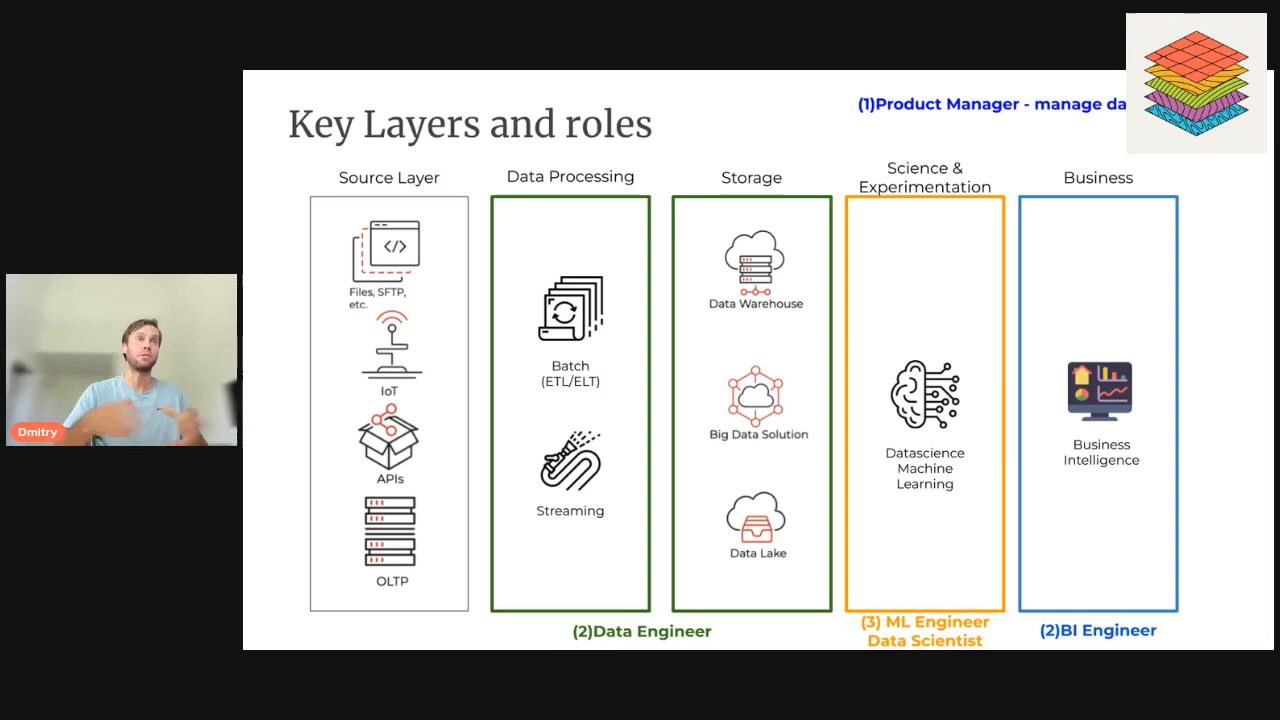 (1)Product Manager - manage da
Key Layers and roles
Source Layer
Data Processing
Storage
Science &
Experimentation
Business
Files, SFTP,
etc.
IoT
APIs
OLTP
Batch
(ETL/ELT)
Streaming
Data Warehouse
Big Data Solution
Data Lake
Datascience
Machine
Learning
Business
Intelligence
(2)Data Engineer
(3) ML Engineer
Data Scientist
(2)BI Engineer
Dmitry